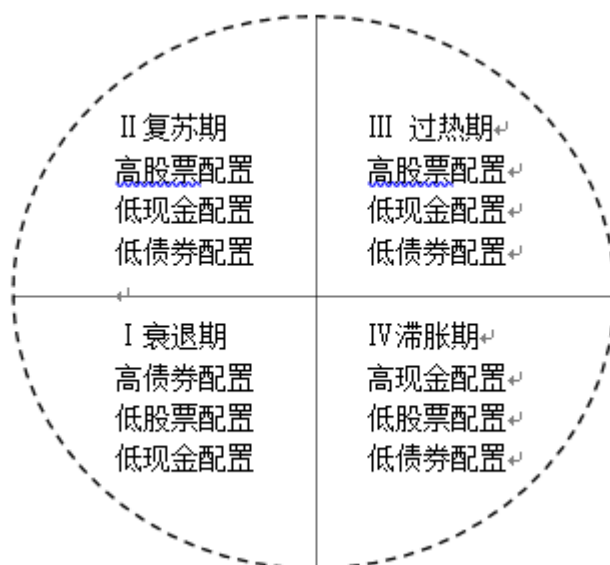 Ⅱ复苏期
高股票配置
低现金配置
低债券配置
Ⅲ 过热期
高股票配置
低现金配置
低债券配置
Ⅰ衰退期
高债券配置
低股票配置
低现金配置
Ⅳ滞胀期
高现金配置
低股票配置
低债券配置